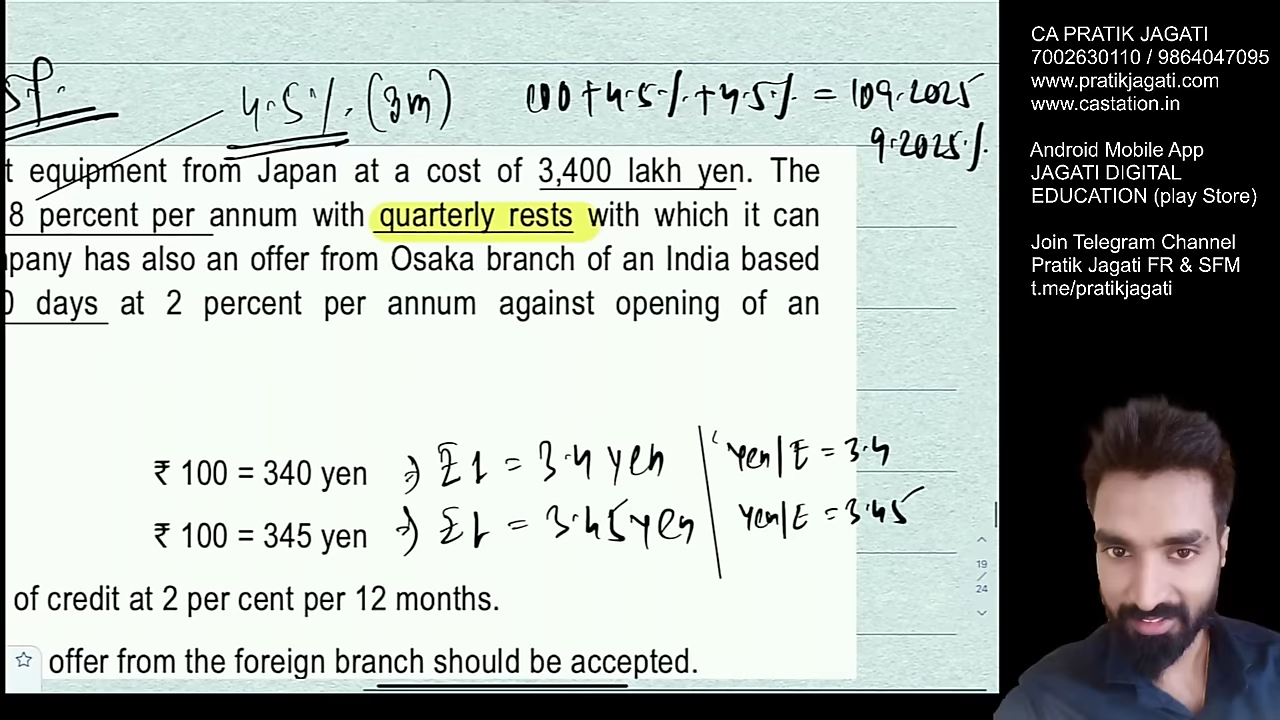 4.5%. (3m)
100 + 4.5% + 4.5% = 109.2025
9.2025%.
t equipment from Japan at a cost of 3,400 lakh yen. The
8 percent per annum with quarterly rests with which it can
pany has also an offer from Osaka branch of an India based
0 days at 2 percent per annum against opening of an
₹ 100 = 340 yen ⇒ ₹1 = 3.4 yen yen/₹ = 3.4
₹ 100 = 345 yen ⇒ ₹1 = 3.45 yen yen/₹ = 3.45
of credit at 2 per cent per 12 months.
offer from the foreign branch should be accepted.
19
/
24
CA PRATIK JAGATI
7002630110 / 9864047095
www.pratikjagati.com
www.castation.in
Android Mobile App
JAGATI DIGITAL
EDUCATION (play Store)
Join Telegram Channel
Pratik Jagati FR & SFM
t.me/pratikjagati